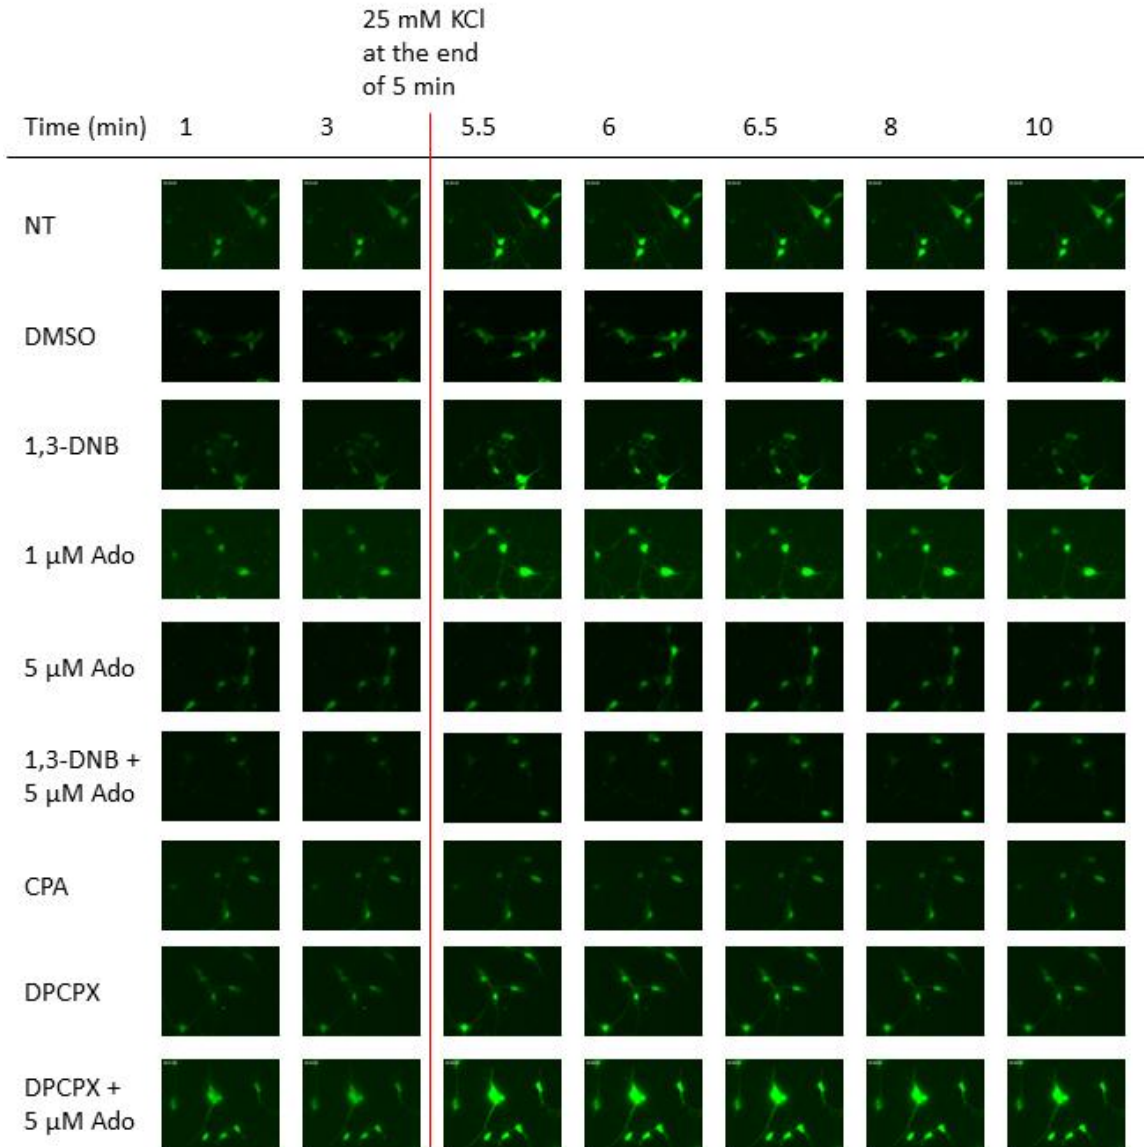 25 mM KCl
at the end
of 5 min
Time (min) 1 3 5.5 6 6.5 8 10
NT
DMSO
1,3-DNB
1 µM Ado
5 µM Ado
1,3-DNB +
5 µM Ado
CPA
DPCPX
DPCPX +
5 µM Ado